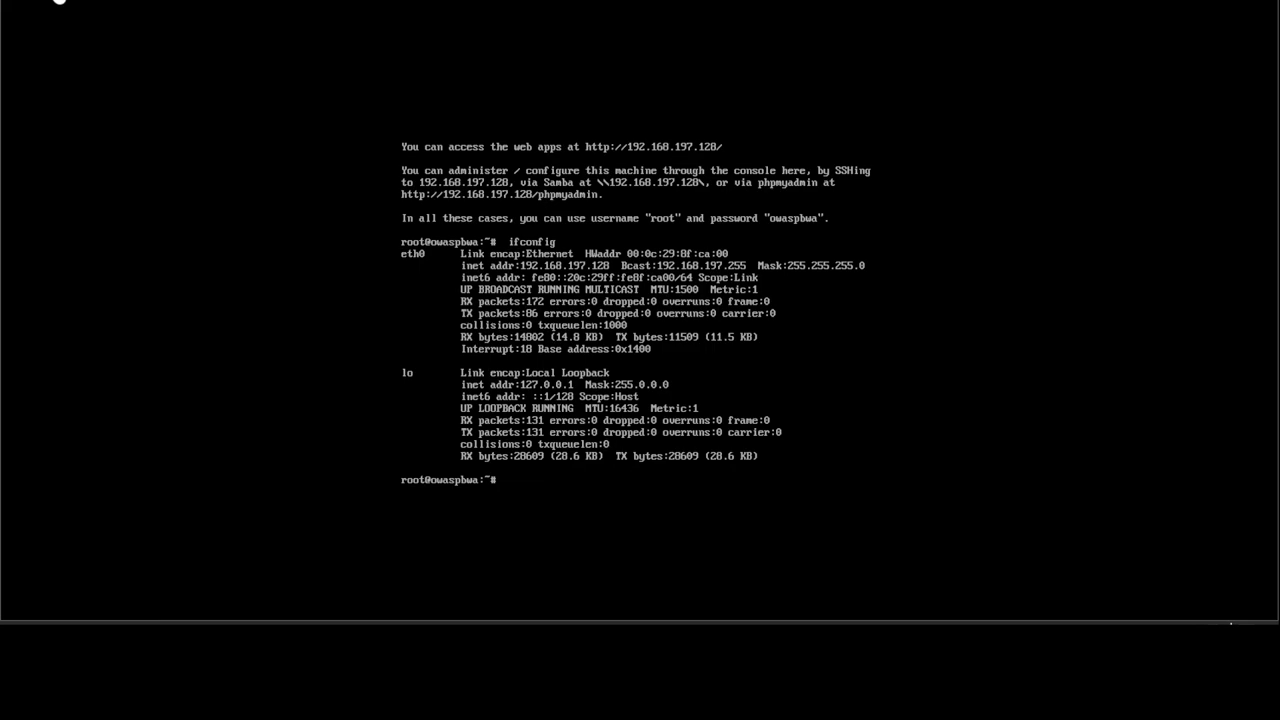 You can access the web apps at http://192.168.197.128/
You can administer / configure this machine through the console here, by SSHing
to 192.168.197.128, via Samba at \\192.168.197.128\, or via phpmyadmin at
http://192.168.197.128/phpmyadmin.
In all these cases, you can use username "root" and password "owaspbwa".
root@owaspbwa:~# ifconfig
eth0 Link encap:Ethernet HWaddr 00:0c:29:8f:ca:00
inet addr:192.168.197.128 Bcast:192.168.197.255 Mask:255.255.255.0
inet6 addr: fe80::20c:29ff:fe8f:ca00/64 Scope:Link
UP BROADCAST RUNNING MULTICAST MTU:1500 Metric:1
RX packets:172 errors:0 dropped:0 overruns:0 frame:0
TX packets:86 errors:0 dropped:0 overruns:0 carrier:0
collisions:0 txqueuelen:1000
RX bytes:14802 (14.8 KB) TX bytes:11509 (11.5 KB)
Interrupt:18 Base address:0x1400
lo Link encap:Local Loopback
inet addr:127.0.0.1 Mask:255.0.0.0
inet6 addr: ::1/128 Scope:Host
UP LOOPBACK RUNNING MTU:16436 Metric:1
RX packets:131 errors:0 dropped:0 overruns:0 frame:0
TX packets:131 errors:0 dropped:0 overruns:0 carrier:0
collisions:0 txqueuelen:0
RX bytes:28609 (28.6 KB) TX bytes:28609 (28.6 KB)
root@owaspbwa:~#